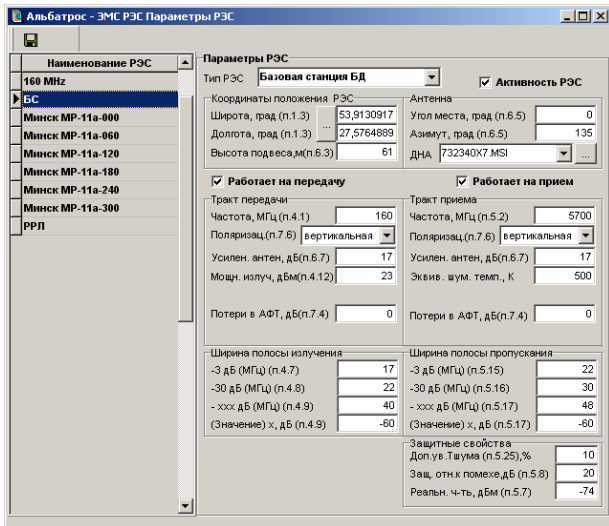 Альбатрос - ЭМС РЭС Параметры РЭС
Наименование РЭС
160 MHz
БС
Минск МР-11а-000
Минск МР-11а-060
Минск МР-11а-120
Минск МР-11а-180
Минск МР-11а-240
Минск МР-11а-300
РРЛ
Параметры РЭС
Тип РЭС Базовая станция БД
Активность РЭС
Координаты положения РЭС
Широта, град (п.1.3) 53,9130917
Долгота, град (п.1.3) ... 27,5764889
Высота подвеса,м(п.6.3) 61
Антенна
Угол места, град (п.6.5) 0
Азимут, град (п.6.5) 135
ДНА 732340X7.MSI ...
Работает на передачу
Работает на прием
Тракт передачи
Частота, МГц (п.4.1) 160
Поляризац.(п.7.6) вертикальная
Усилен. антен, дБ(п.6.7) 17
Мощн. излуч, дБм(п.4.12) 23
Потери в АФТ, дБ(п.7.4) 0
Тракт приема
Частота, МГц (п.5.2) 5700
Поляризац.(п.7.6) вертикальная
Усилен. антен, дБ(п.6.7) 17
Эквив. шум. темп., К 500
Потери в АФТ, дБ(п.7.4) 0
Ширина полосы излучения
-3 дБ (МГц) (п.4.7) 17
-30 дБ (МГц) (п.4.8) 22
- xxx дБ (МГц) (п.4.9) 40
(Значение) x, дБ (п.4.9) -60
Ширина полосы пропускания
-3 дБ (МГц) (п.5.15) 22
-30 дБ (МГц) (п.5.16) 30
- xxx дБ (МГц) (п.5.17) 48
(Значение) x, дБ (п.5.17) -60
Защитные свойства
Доп.ув.Тшума (п.5.25),% 10
Защ. отн.к помехе,дБ (п.5.8) 20
Реальн. ч-ть, дБм (п.5.7) -74